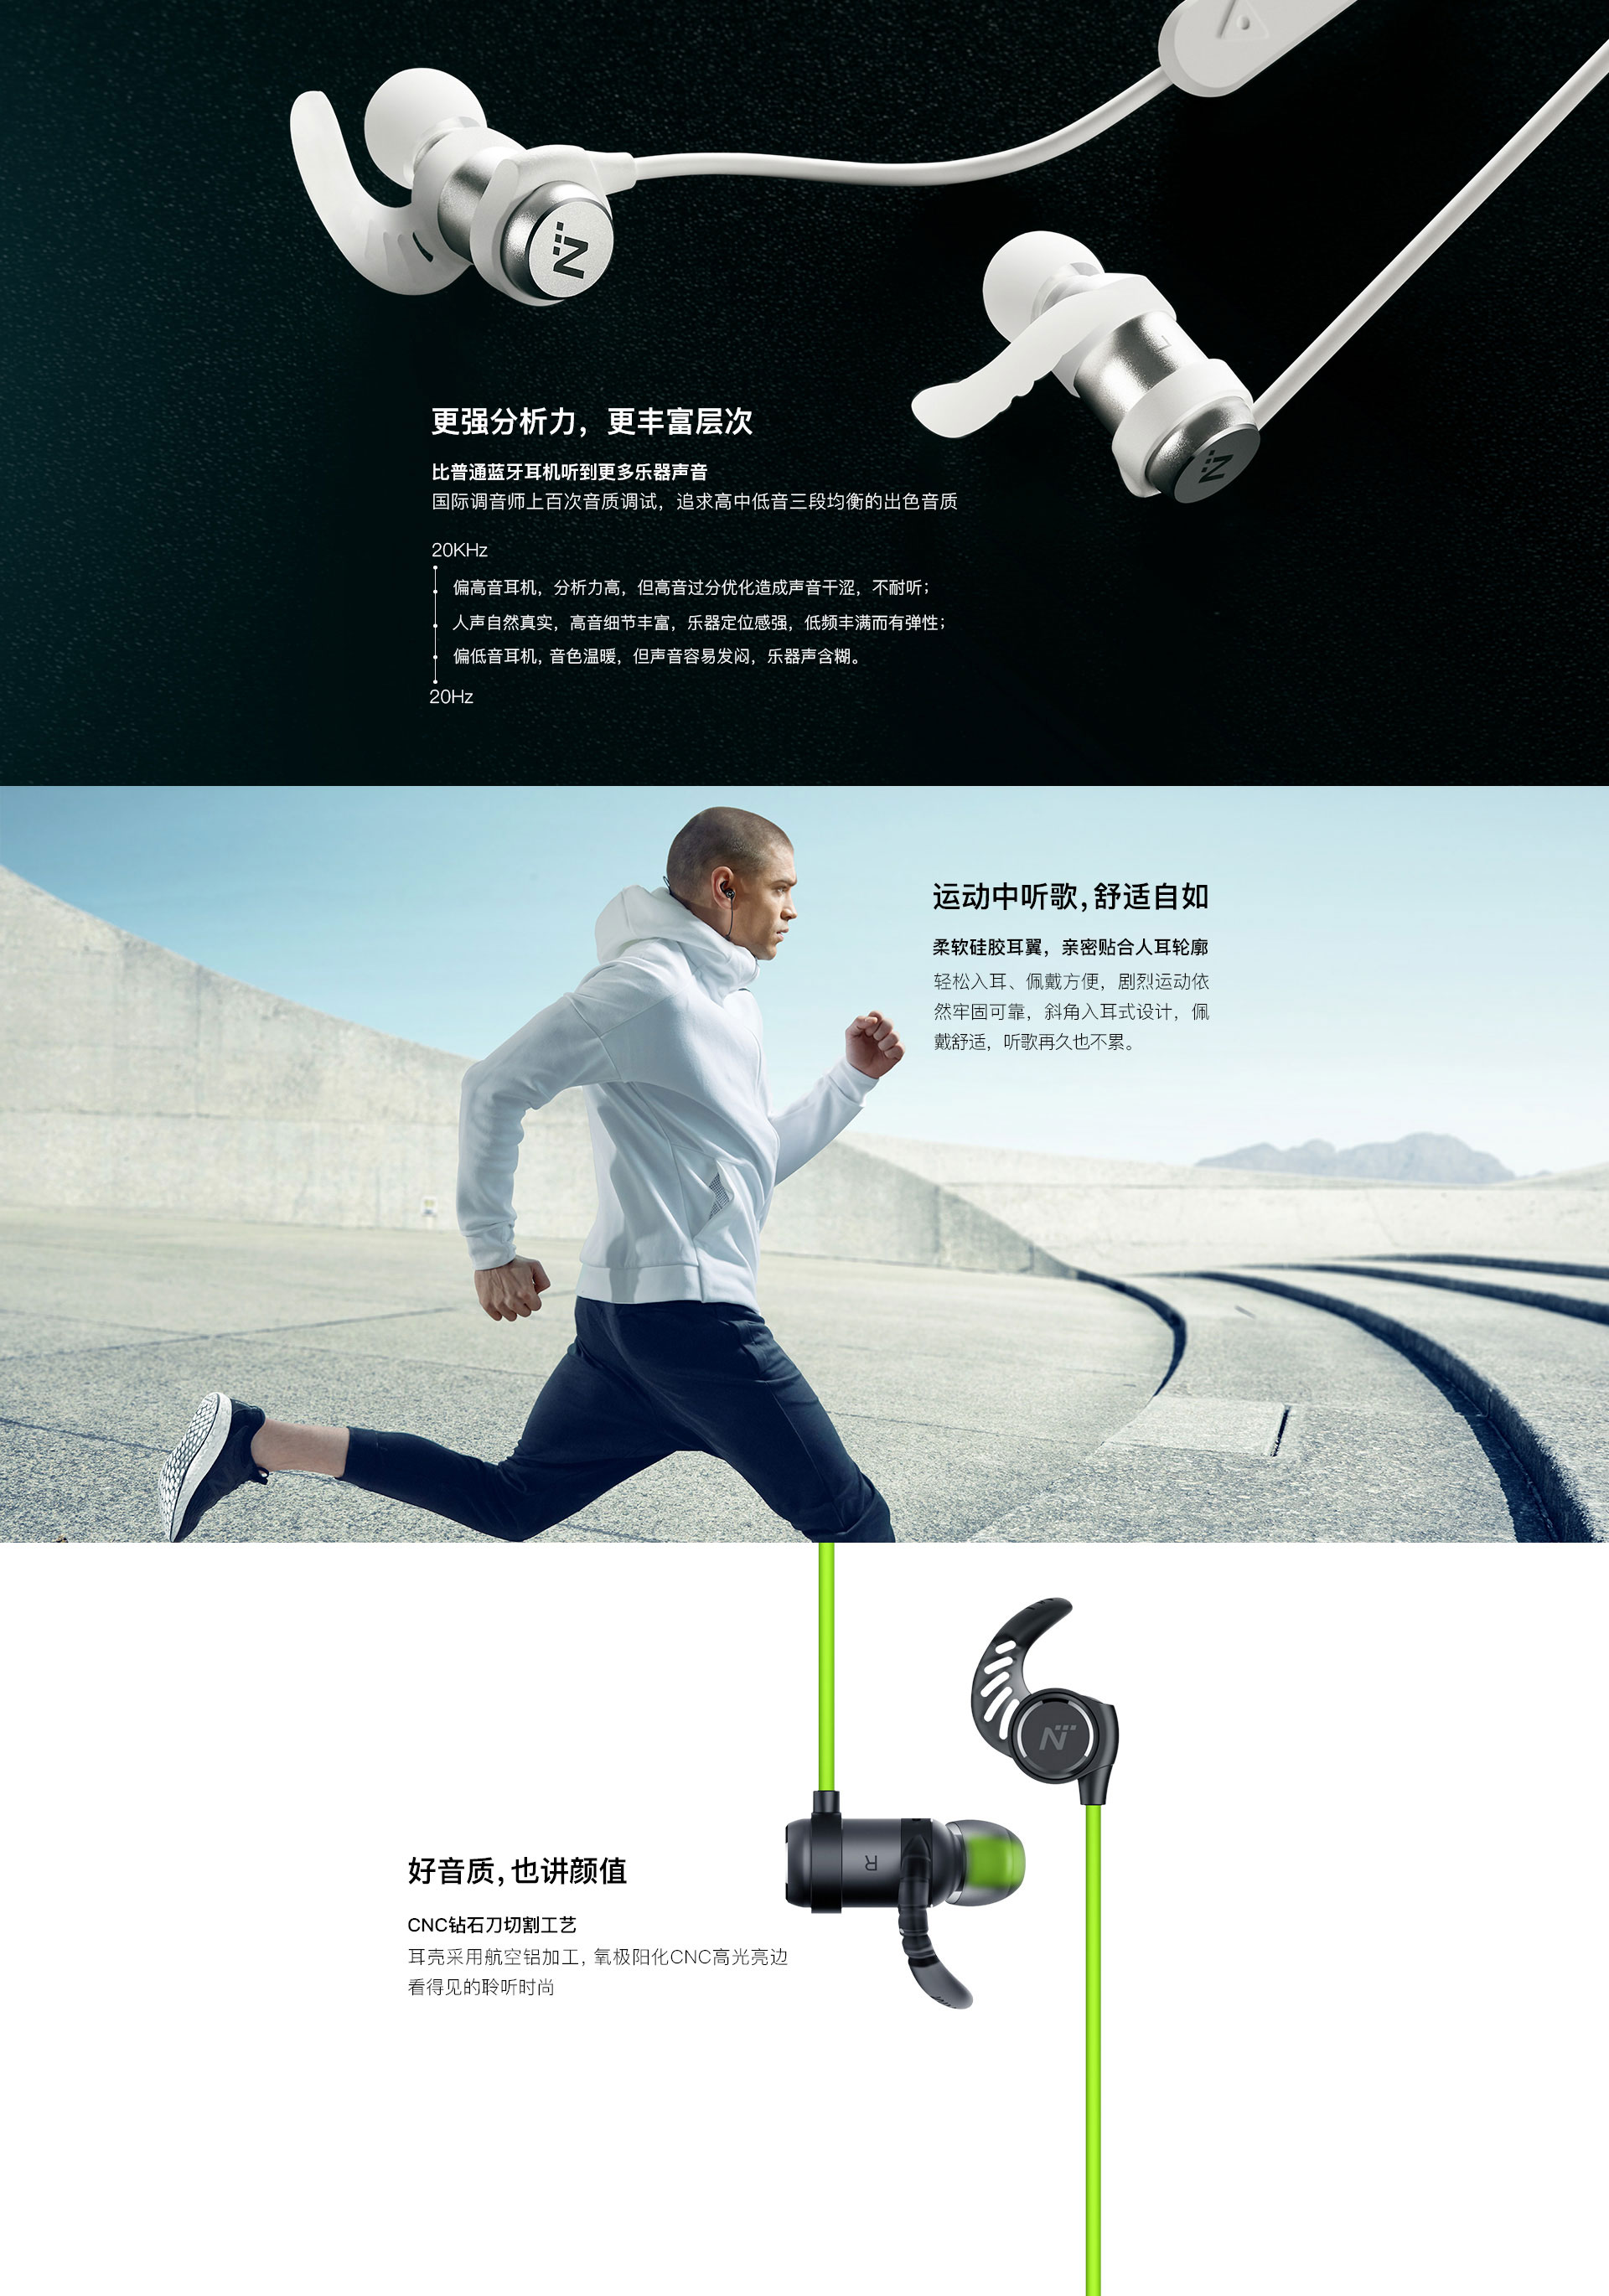 更强分析力，更丰富层次
比普通蓝牙耳机听到更多乐器声音
国际调音师上百次音质调试，追求高中低音三段均衡的出色音质
20KHz
偏高音耳机，分析力高，但高音过分优化造成声音干涩，不耐听；
人声自然真实，高音细节丰富，乐器定位感强，低频丰满而有弹性；
偏低音耳机，音色温暖，但声音容易发闷，乐器声含糊。
20Hz
L
运动中听歌，舒适自如
柔软硅胶耳翼，亲密贴合人耳轮廓
轻松入耳、佩戴方便，剧烈运动依
然牢固可靠，斜角入耳式设计，佩
戴舒适，听歌再久也不累。
N
R
好音质，也讲颜值
CNC钻石刀切割工艺
耳壳采用航空铝加工，氧极阳化CNC高光亮边
看得见的聆听时尚